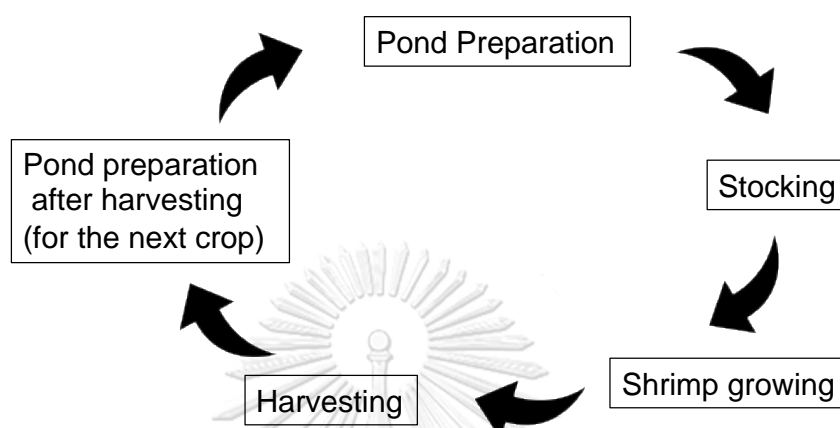 Pond Preparation
Stocking
Shrimp growing
Harvesting
Pond preparation
after harvesting
(for the next crop)